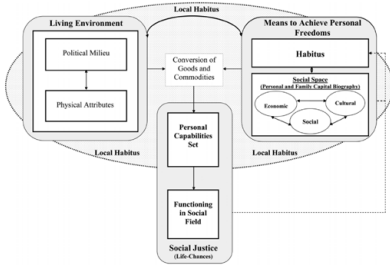 Local Habitus
Living Environment
Political Milieu
Physical Attributes
Conversion of
Goods and
Commodities
Means to Achieve Personal
Freedoms
Habitus
Social Space
(Personal and Family Capital Biography)
Economic
Cultural
Social
Local Habitus
Local Habitus
Personal
Capabilities
Set
Functioning
in Social
Field
Social Justice
(Life-Chances)